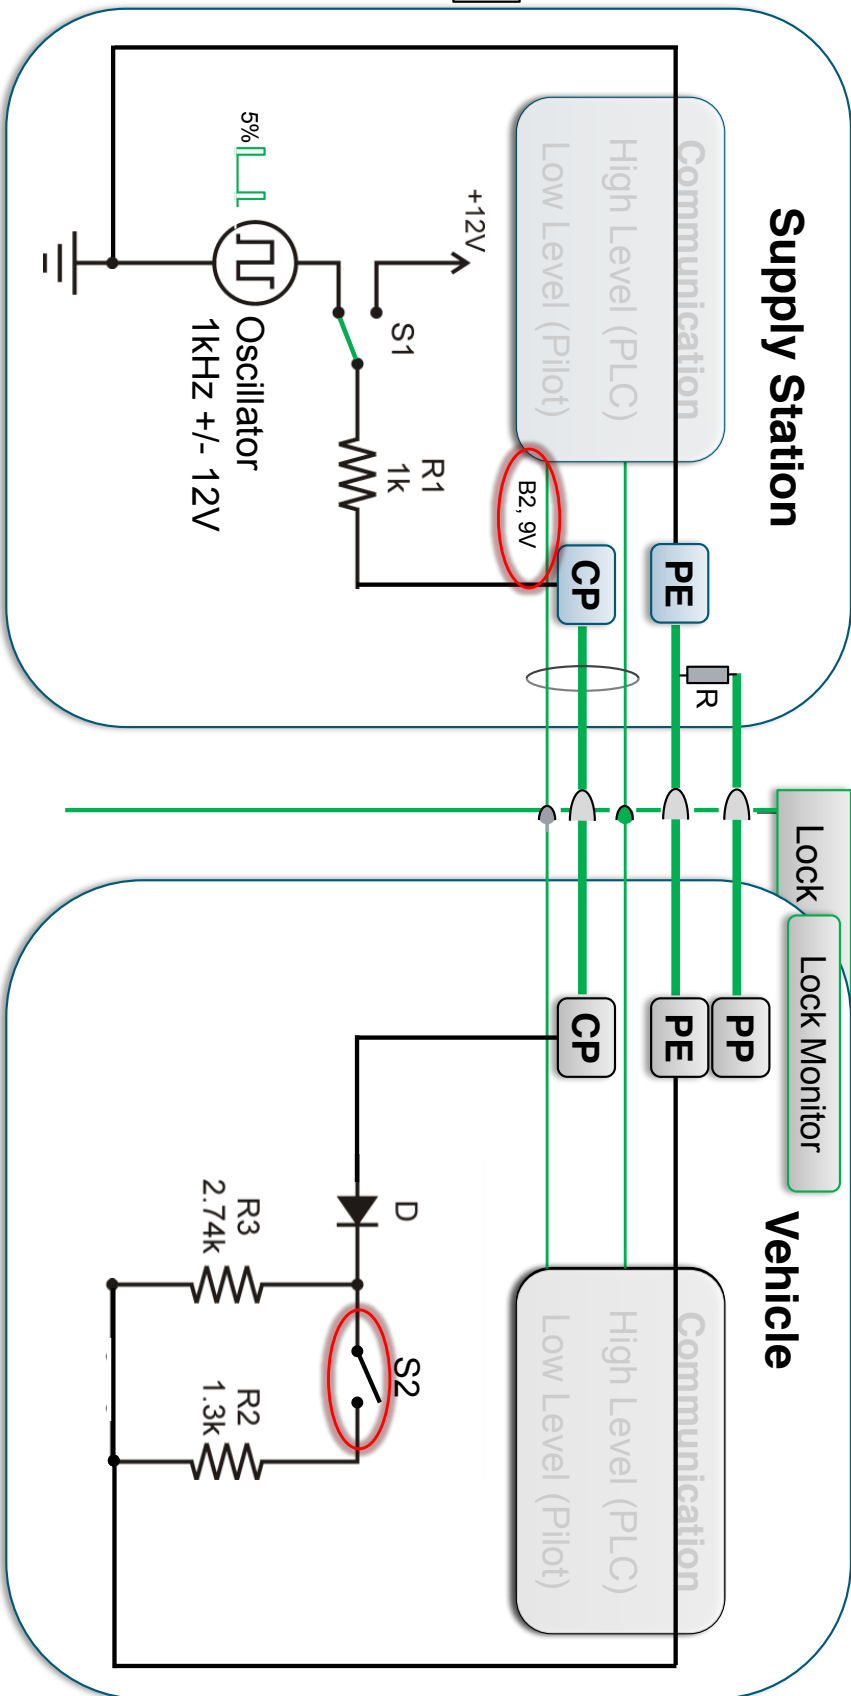 Supply Station
Communication
High Level (PLC)
Low Level (Pilot)
+12V
S1
5%
Oscillator
1kHz +/- 12V
R1
1k
B2, 9V
CP
PE
R
Lock
Lock Monitor
PP
PE
CP
Vehicle
Communication
High Level (PLC)
Low Level (Pilot)
D
S2
R3
2.74k
R2
1.3k